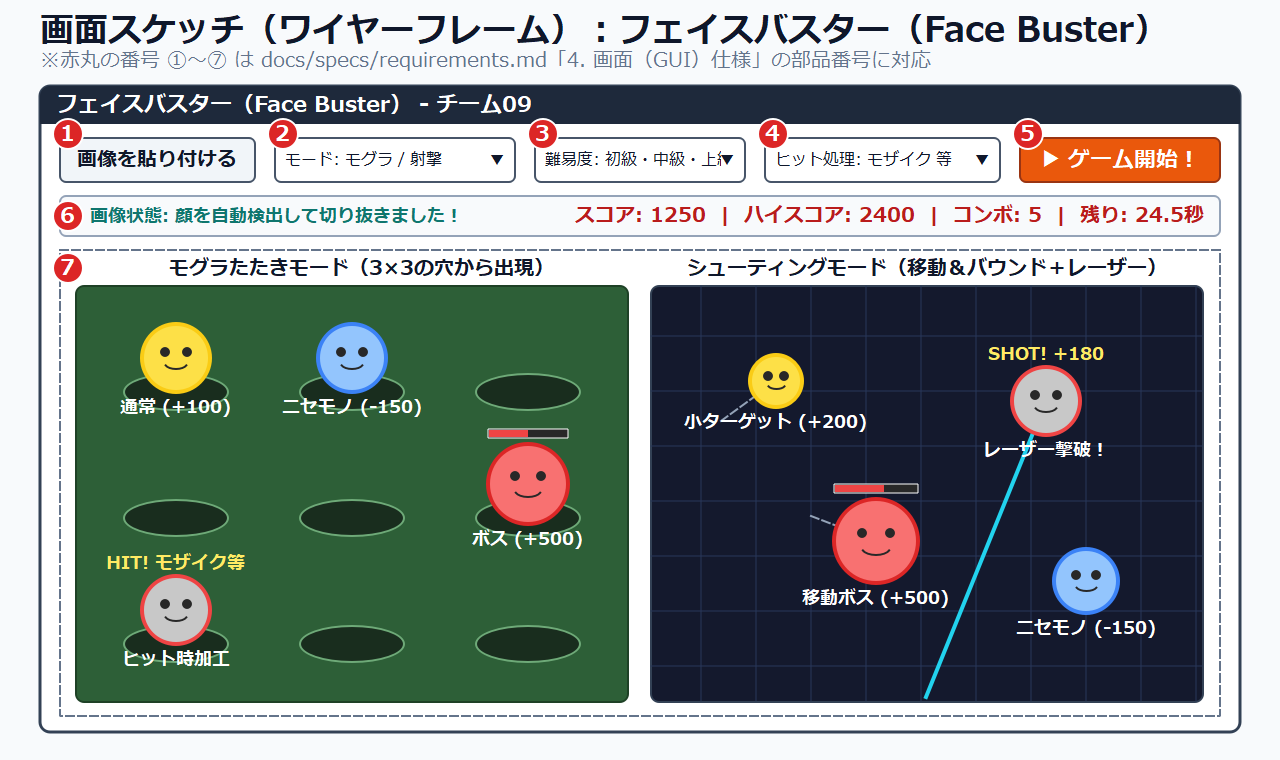 画面スケッチ（ワイヤーフレーム）：フェイスバスター（Face Buster）
※赤丸の番号 ①～⑦ は docs/specs/requirements.md「4. 画面（GUI）仕様」の部品番号に対応
フェイスバスター（Face Buster） - チーム09
1 画像を貼り付ける
2 モード: モグラ / 射撃 ▼
3 難易度: 初級・中級・上 ▼
4 ヒット処理: モザイク 等 ▼
5 ▶ ゲーム開始！
6 画像状態: 顔を自動検出して切り抜きました！ スコア: 1250 | ハイスコア: 2400 | コンボ: 5 | 残り: 24.5秒
7 モグラたたきモード（3×3の穴から出現）
通常 (+100)
ニセモノ (-150)
ボス (+500)
HIT! モザイク等
ヒット時加工
シューティングモード（移動＆バウンド＋レーザー）
SHOT! +180
小ターゲット (+200)
レーザー撃破！
移動ボス (+500)
ニセモノ (-150)